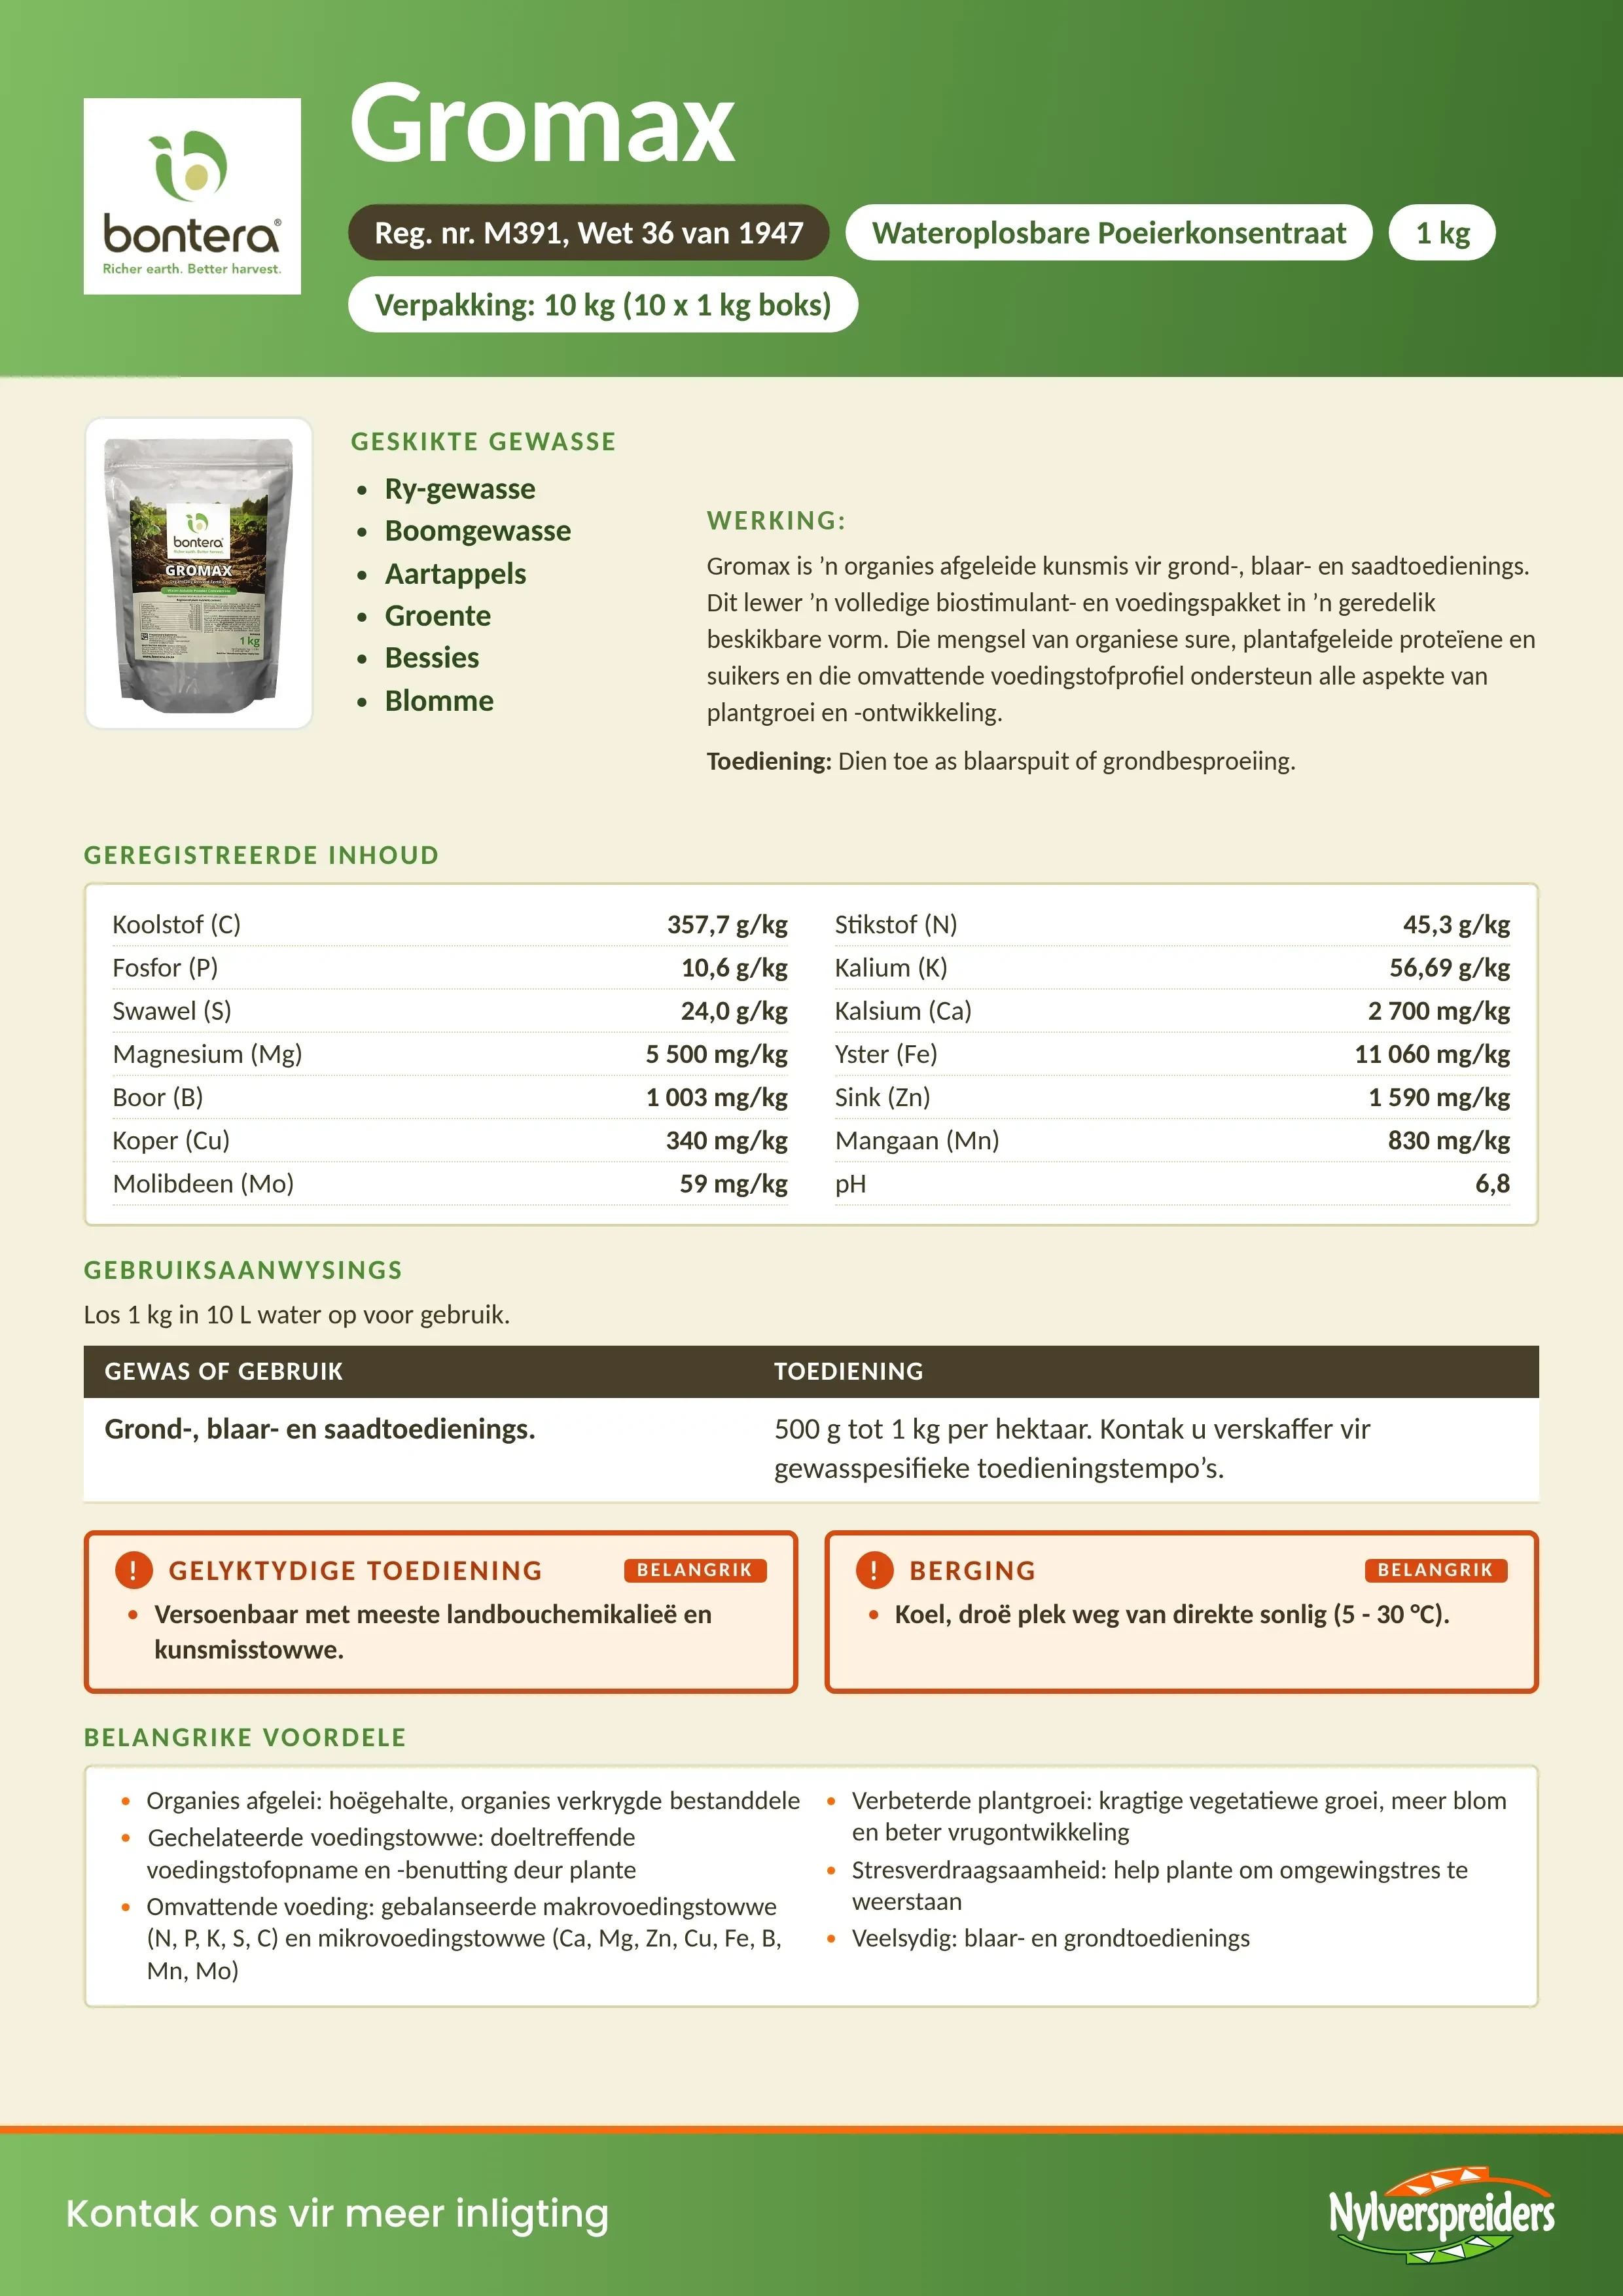 bontera®
Richer earth. Better harvest.
Gromax
Reg. nr. M391, Wet 36 van 1947
Wateroplosbare Poeierkonsentraat
1 kg
Verpakking: 10 kg (10 x 1 kg boks)
bontera
GROMAX
1 kg
GESKIKTE GEWASSE
• Ry-gewasse
• Boomgewasse
• Aartappels
• Groente
• Bessies
• Blomme
WERKING:
Gromax is ’n organies afgeleide kunsmis vir grond-, blaar- en saadtoedienings.
Dit lewer ’n volledige biostimulant- en voedingspakket in ’n geredelik
beskikbare vorm. Die mengsel van organiese sure, plantafgeleide proteïene en
suikers en die omvattende voedingstofprofiel ondersteun alle aspekte van
plantgroei en -ontwikkeling.
Toediening: Dien toe as blaarspuit of grondbesproeiing.
GEREGISTREERDE INHOUD
Koolstof (C) 357,7 g/kg Stikstof (N) 45,3 g/kg
Fosfor (P) 10,6 g/kg Kalium (K) 56,69 g/kg
Swawel (S) 24,0 g/kg Kalsium (Ca) 2 700 mg/kg
Magnesium (Mg) 5 500 mg/kg Yster (Fe) 11 060 mg/kg
Boor (B) 1 003 mg/kg Sink (Zn) 1 590 mg/kg
Koper (Cu) 340 mg/kg Mangaan (Mn) 830 mg/kg
Molibdeen (Mo) 59 mg/kg pH 6,8
GEBRUIKSAANWYSINGS
Los 1 kg in 10 L water op voor gebruik.
GEWAS OF GEBRUIK TOEDIENING
Grond-, blaar- en saadtoedienings. 500 g tot 1 kg per hektaar. Kontak u verskaffer vir
gewasspesifieke toedieningstempo’s.
! GELYKTYDIGE TOEDIENING BELANGRIK
• Versoenbaar met meeste landbouchemikalieë en
kunsmisstowwe.
! BERGING BELANGRIK
• Koel, droë plek weg van direkte sonlig (5 - 30 °C).
BELANGRIKE VOORDELE
• Organies afgelei: hoëgehalte, organies verkrygde bestanddele
• Gechelateerde voedingstowwe: doeltreffende
voedingstofopname en -benutting deur plante
• Omvattende voeding: gebalanseerde makrovoedingstowwe
(N, P, K, S, C) en mikrovoedingstowwe (Ca, Mg, Zn, Cu, Fe, B,
Mn, Mo)
• Verbeterde plantgroei: kragtige vegetatiewe groei, meer blom
en beter vrugontwikkeling
• Stresverdraagsaamheid: help plante om omgewingstres te
weerstaan
• Veelsydig: blaar- en grondtoedienings
Kontak ons vir meer inligting
Nylverspreiders